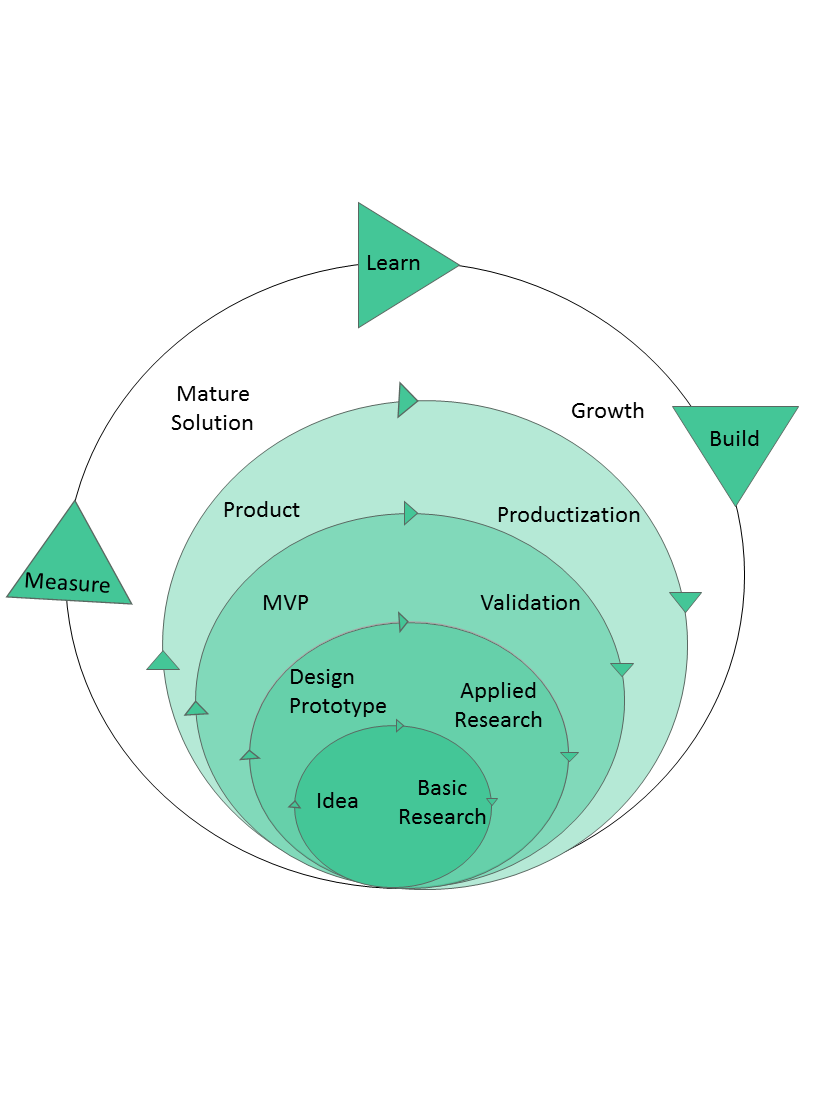 Learn
Mature
Solution
Growth
Build
Product
Productization
Measure
MVP
Validation
Design
Prototype
Applied
Research
Idea
Basic
Research